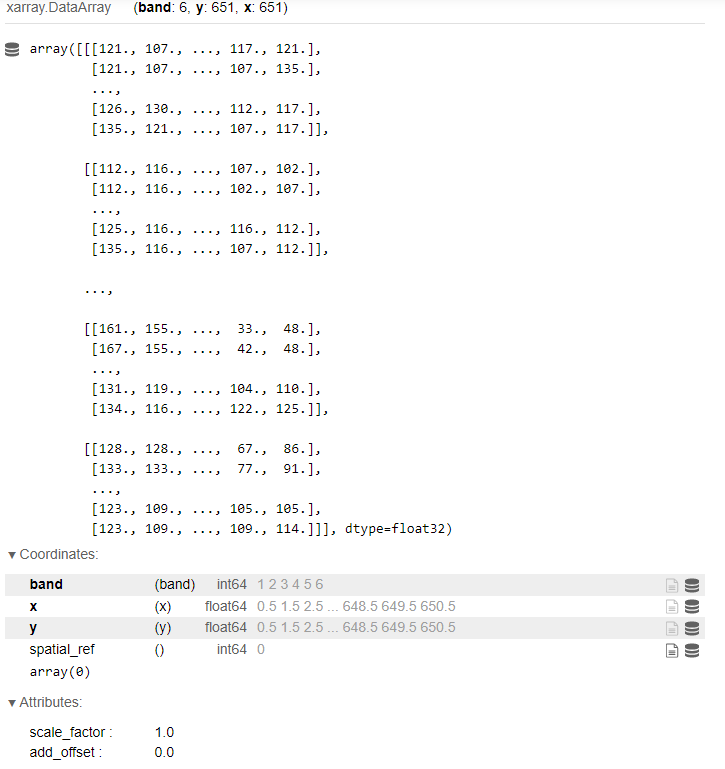 xarray.DataArray (band: 6, y: 651, x: 651)
array([[[121., 107., ..., 117., 121.],
[121., 107., ..., 107., 135.],
...,
[126., 130., ..., 112., 117.],
[135., 121., ..., 107., 117.]],
[[112., 116., ..., 107., 102.],
[112., 116., ..., 102., 107.],
...,
[125., 116., ..., 116., 112.],
[135., 116., ..., 107., 112.]],
...,
[[161., 155., ..., 33., 48.],
[167., 155., ..., 42., 48.],
...,
[131., 119., ..., 104., 110.],
[134., 116., ..., 122., 125.]],
[[128., 128., ..., 67., 86.],
[133., 133., ..., 77., 91.],
...,
[123., 109., ..., 105., 105.],
[123., 109., ..., 109., 114.]]], dtype=float32)
▼ Coordinates:
band (band) int64 1 2 3 4 5 6
x (x) float64 0.5 1.5 2.5 ... 648.5 649.5 650.5
y (y) float64 0.5 1.5 2.5 ... 648.5 649.5 650.5
spatial_ref () int64 0
array(0)
▼ Attributes:
scale_factor : 1.0
add_offset : 0.0